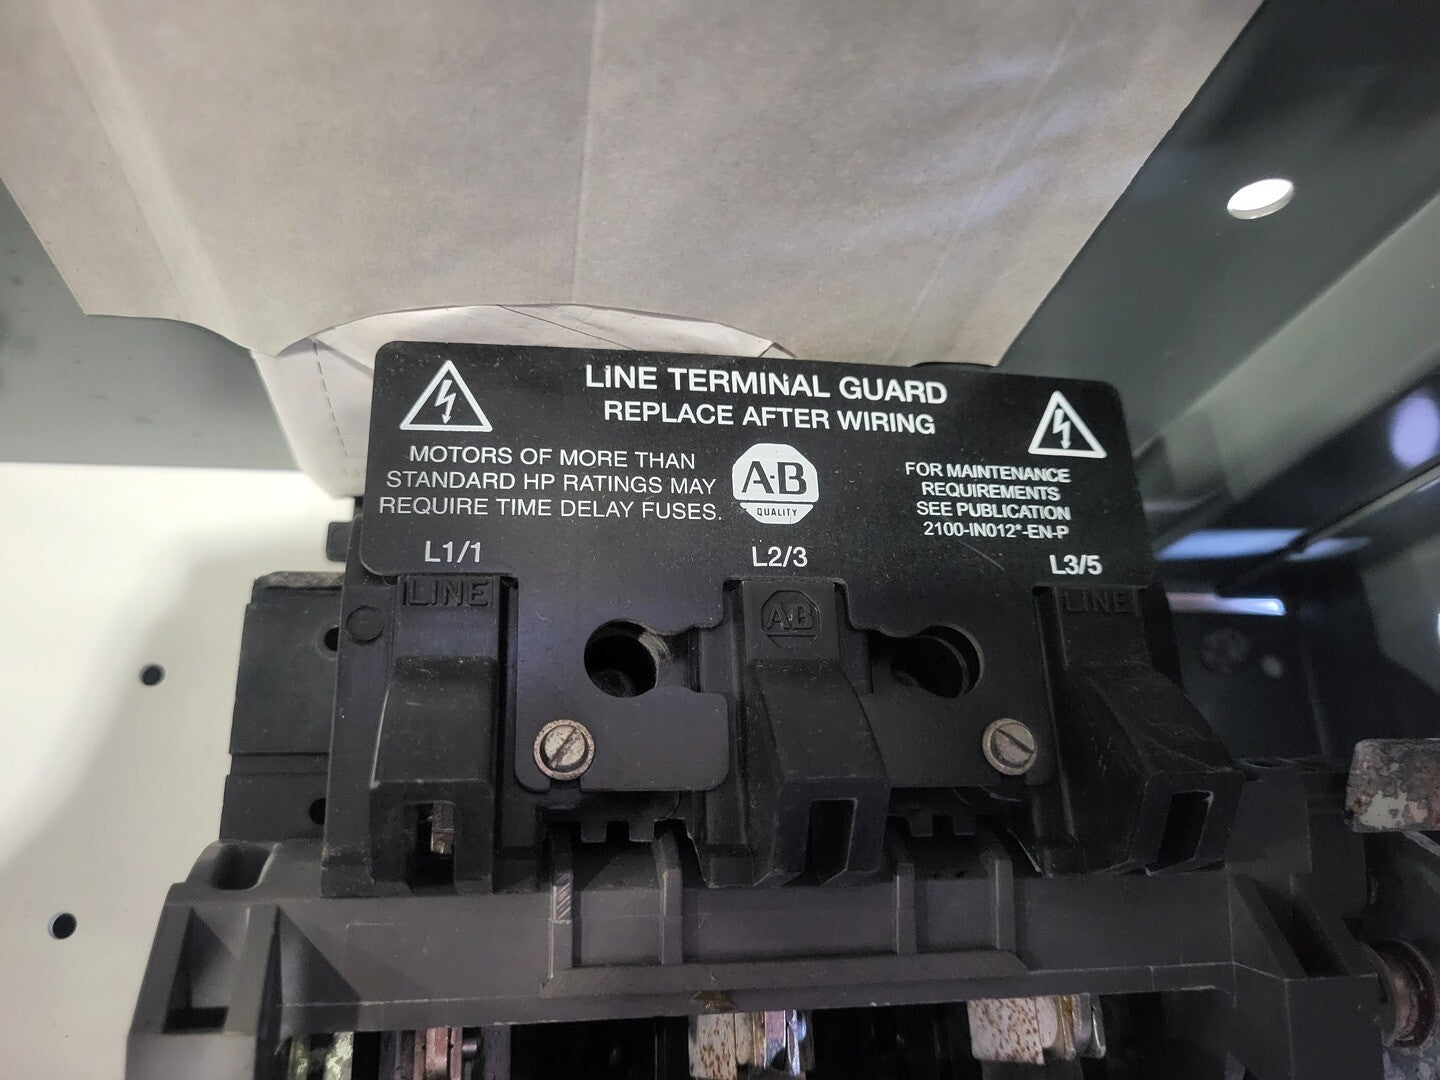 LINE TERMINAL GUARD
REPLACE AFTER WIRING
MOTORS OF MORE THAN
STANDARD HP RATINGS MAY
REQUIRE TIME DELAY FUSES.
A-B
QUALITY
FOR MAINTENANCE
REQUIREMENTS
SEE PUBLICATION
2100-IN012*-EN-P
L1/1
L2/3
L3/5
LINE
AB
LINE